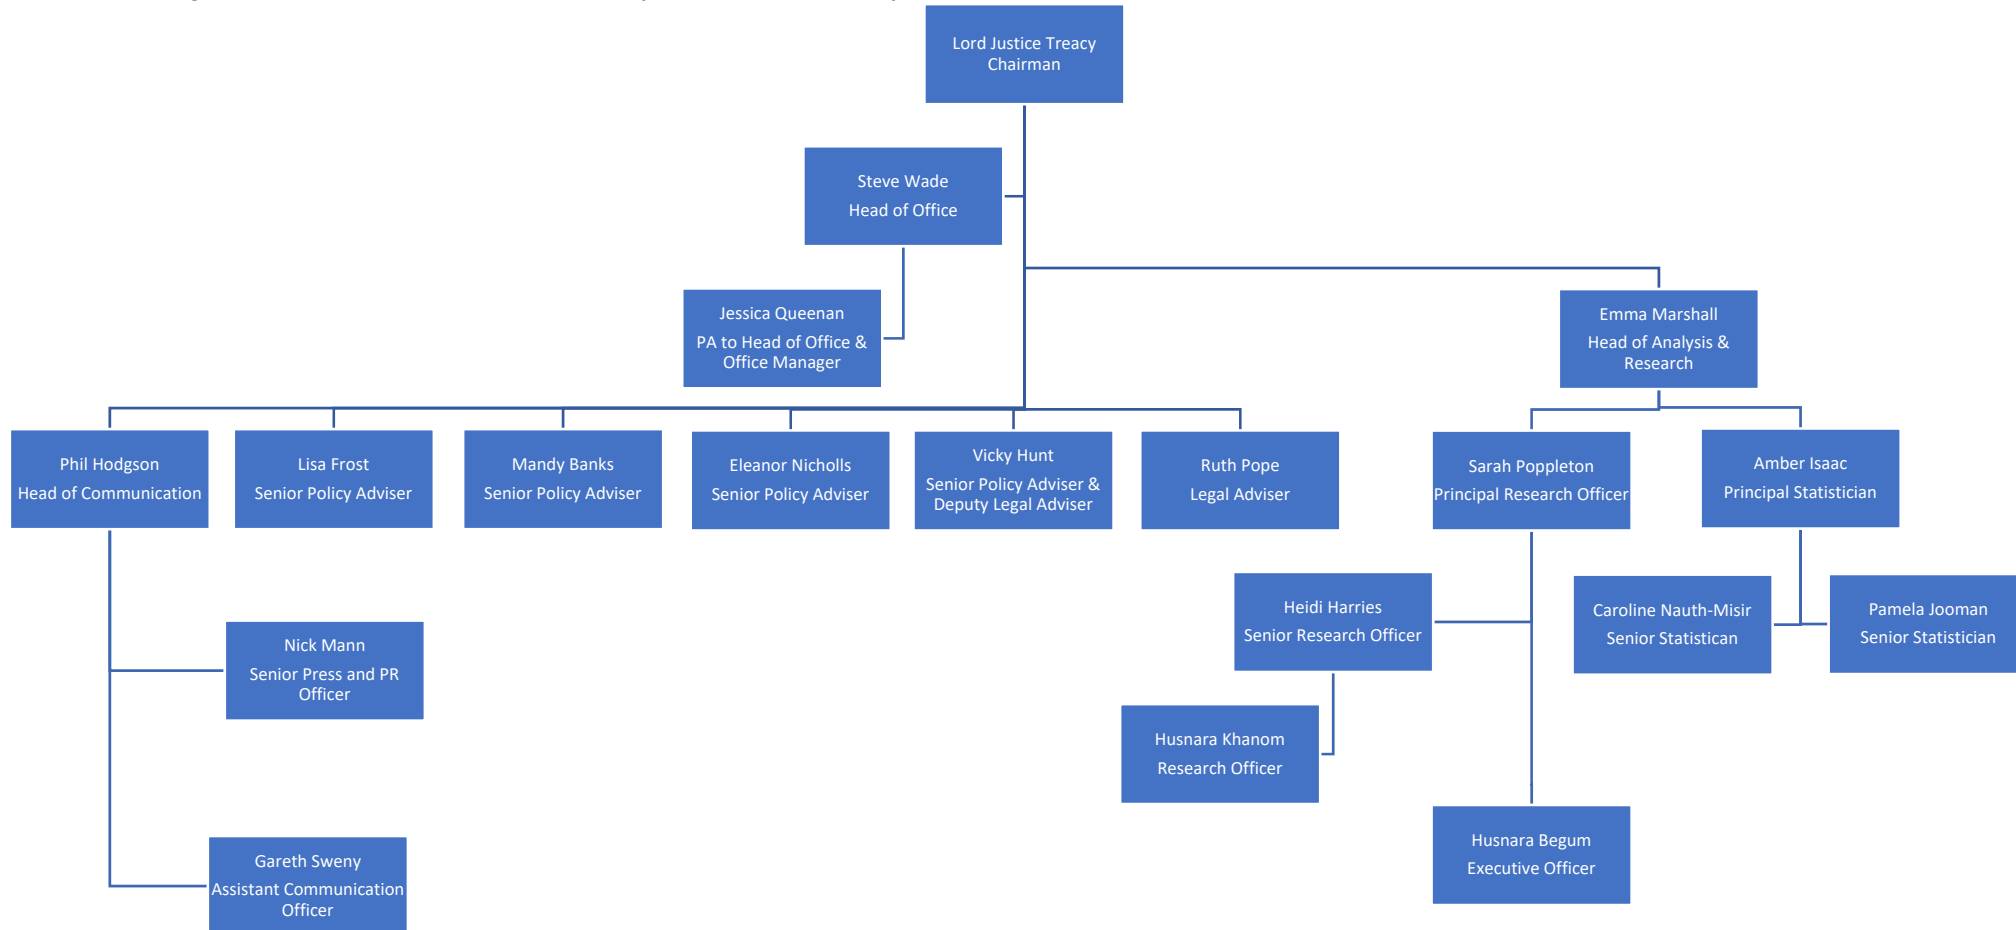 Lord Justice Treacy
Chairman
Steve Wade
Head of Office
Jessica Queenan
PA to Head of Office &
Office Manager
Emma Marshall
Head of Analysis &
Research
Phil Hodgson
Head of Communication
Lisa Frost
Senior Policy Adviser
Mandy Banks
Senior Policy Adviser
Eleanor Nicholls
Senior Policy Adviser
Vicky Hunt
Senior Policy Adviser &
Deputy Legal Adviser
Ruth Pope
Legal Adviser
Sarah Poppleton
Principal Research Officer
Amber Isaac
Principal Statistician
Heidi Harries
Senior Research Officer
Caroline Nauth-Misir
Senior Statistican
Pamela Jooman
Senior Statistician
Nick Mann
Senior Press and PR
Officer
Husnara Khanom
Research Officer
Husnara Begum
Executive Officer
Gareth Sweny
Assistant Communication
Officer